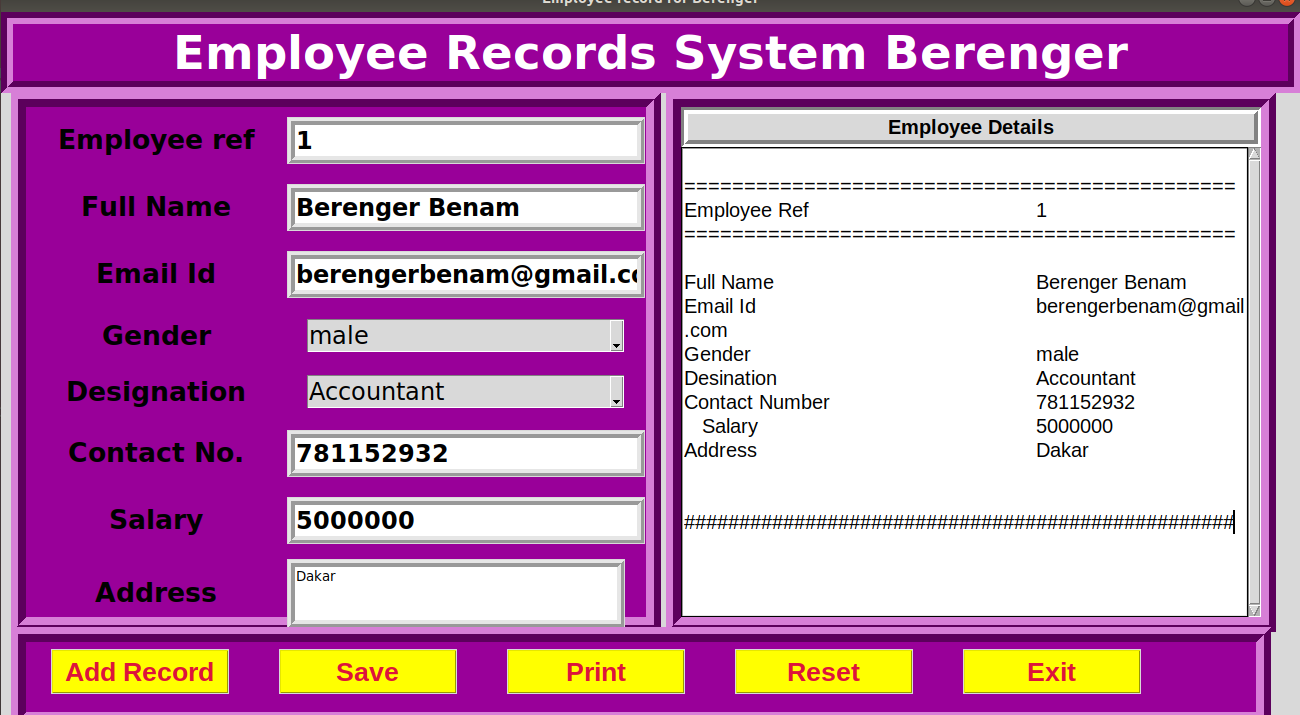 Employee record for Berenger
Employee Records System Berenger
Employee ref 1
Full Name Berenger Benam
Email Id berengerbenam@gmail.co
Gender male
Designation Accountant
Contact No. 781152932
Salary 5000000
Address Dakar
Employee Details
==============================================
Employee Ref 1
==============================================
Full Name Berenger Benam
Email Id berengerbenam@gmail
.com
Gender male
Desination Accountant
Contact Number 781152932
Salary 5000000
Address Dakar
##################################################
Add Record Save Print Reset Exit